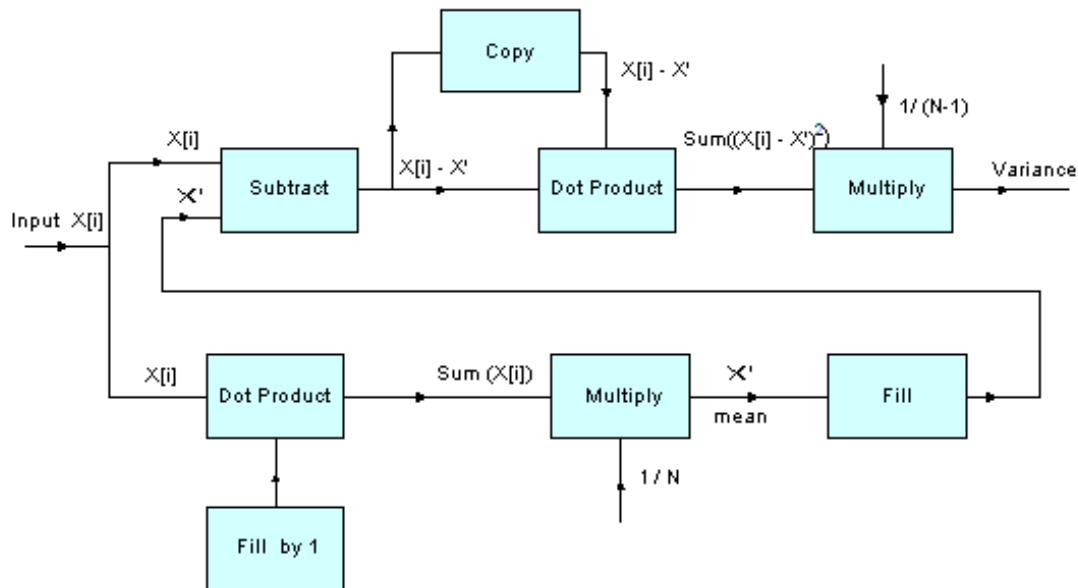 Copy
X[i] - X'
1/ (N-1)
X[i]
Sum((X[i] - X')²)
X[i] - X'
Variance
Subtract
Dot Product
Multiply
X'
Input X[i]
X[i]
Sum (X[i])
X'
Dot Product
Multiply
Fill
mean
1 / N
Fill by 1